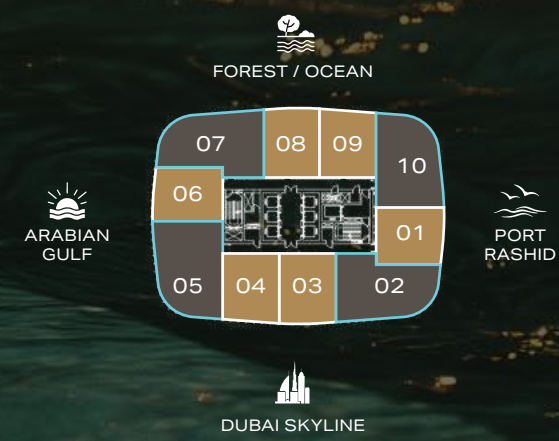 FOREST / OCEAN
07
08
09
10
06
ARABIAN
GULF
01
PORT
RASHID
05
04
03
02
DUBAI SKYLINE